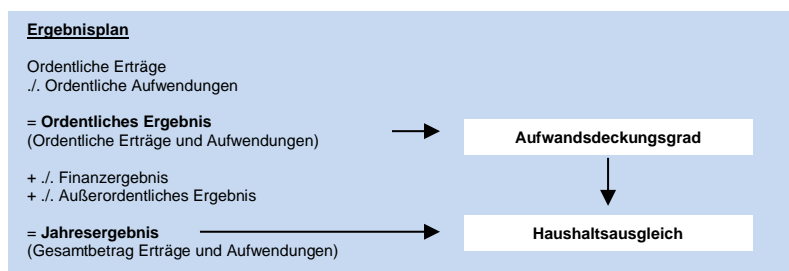 Ergebnisplan
Ordentliche Erträge
./. Ordentliche Aufwendungen
= Ordentliches Ergebnis
(Ordentliche Erträge und Aufwendungen)
Aufwandsdeckungsgrad
+ ./. Finanzergebnis
+ ./. Außerordentliches Ergebnis
= Jahresergebnis
(Gesamtbetrag Erträge und Aufwendungen)
Haushaltsausgleich